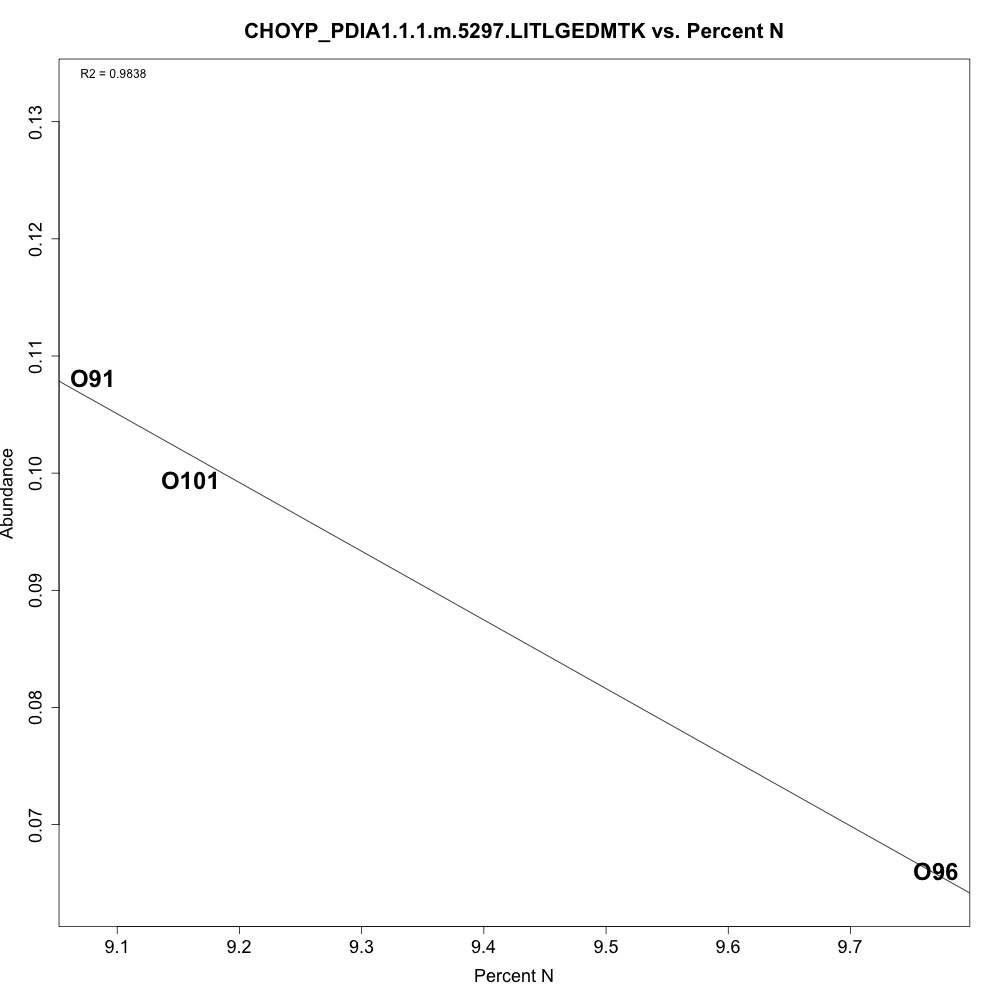 CHOYP_PDIA1.1.1.m.5297.LITLGEDMTK vs. Percent N
R2 = 0.9838
0.13
0.12
0.11
0.10
0.09
0.08
0.07
Abundance
O91
O101
O96
9.1 9.2 9.3 9.4 9.5 9.6 9.7
Percent N